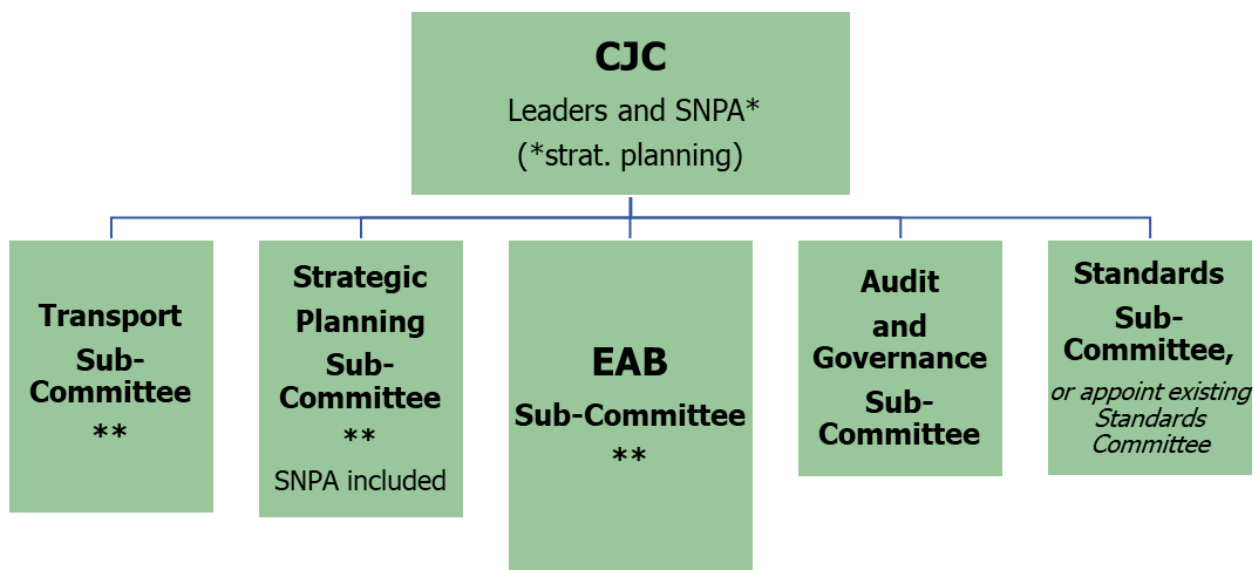 CJC
Leaders and SNPA*
(*strat. planning)
Transport
Sub-
Committee
**
Strategic
Planning
Sub-
Committee
**
SNPA included
EAB
Sub-Committee
**
Audit
and
Governance
Sub-
Committee
Standards
Sub-
Committee,
or appoint existing
Standards
Committee